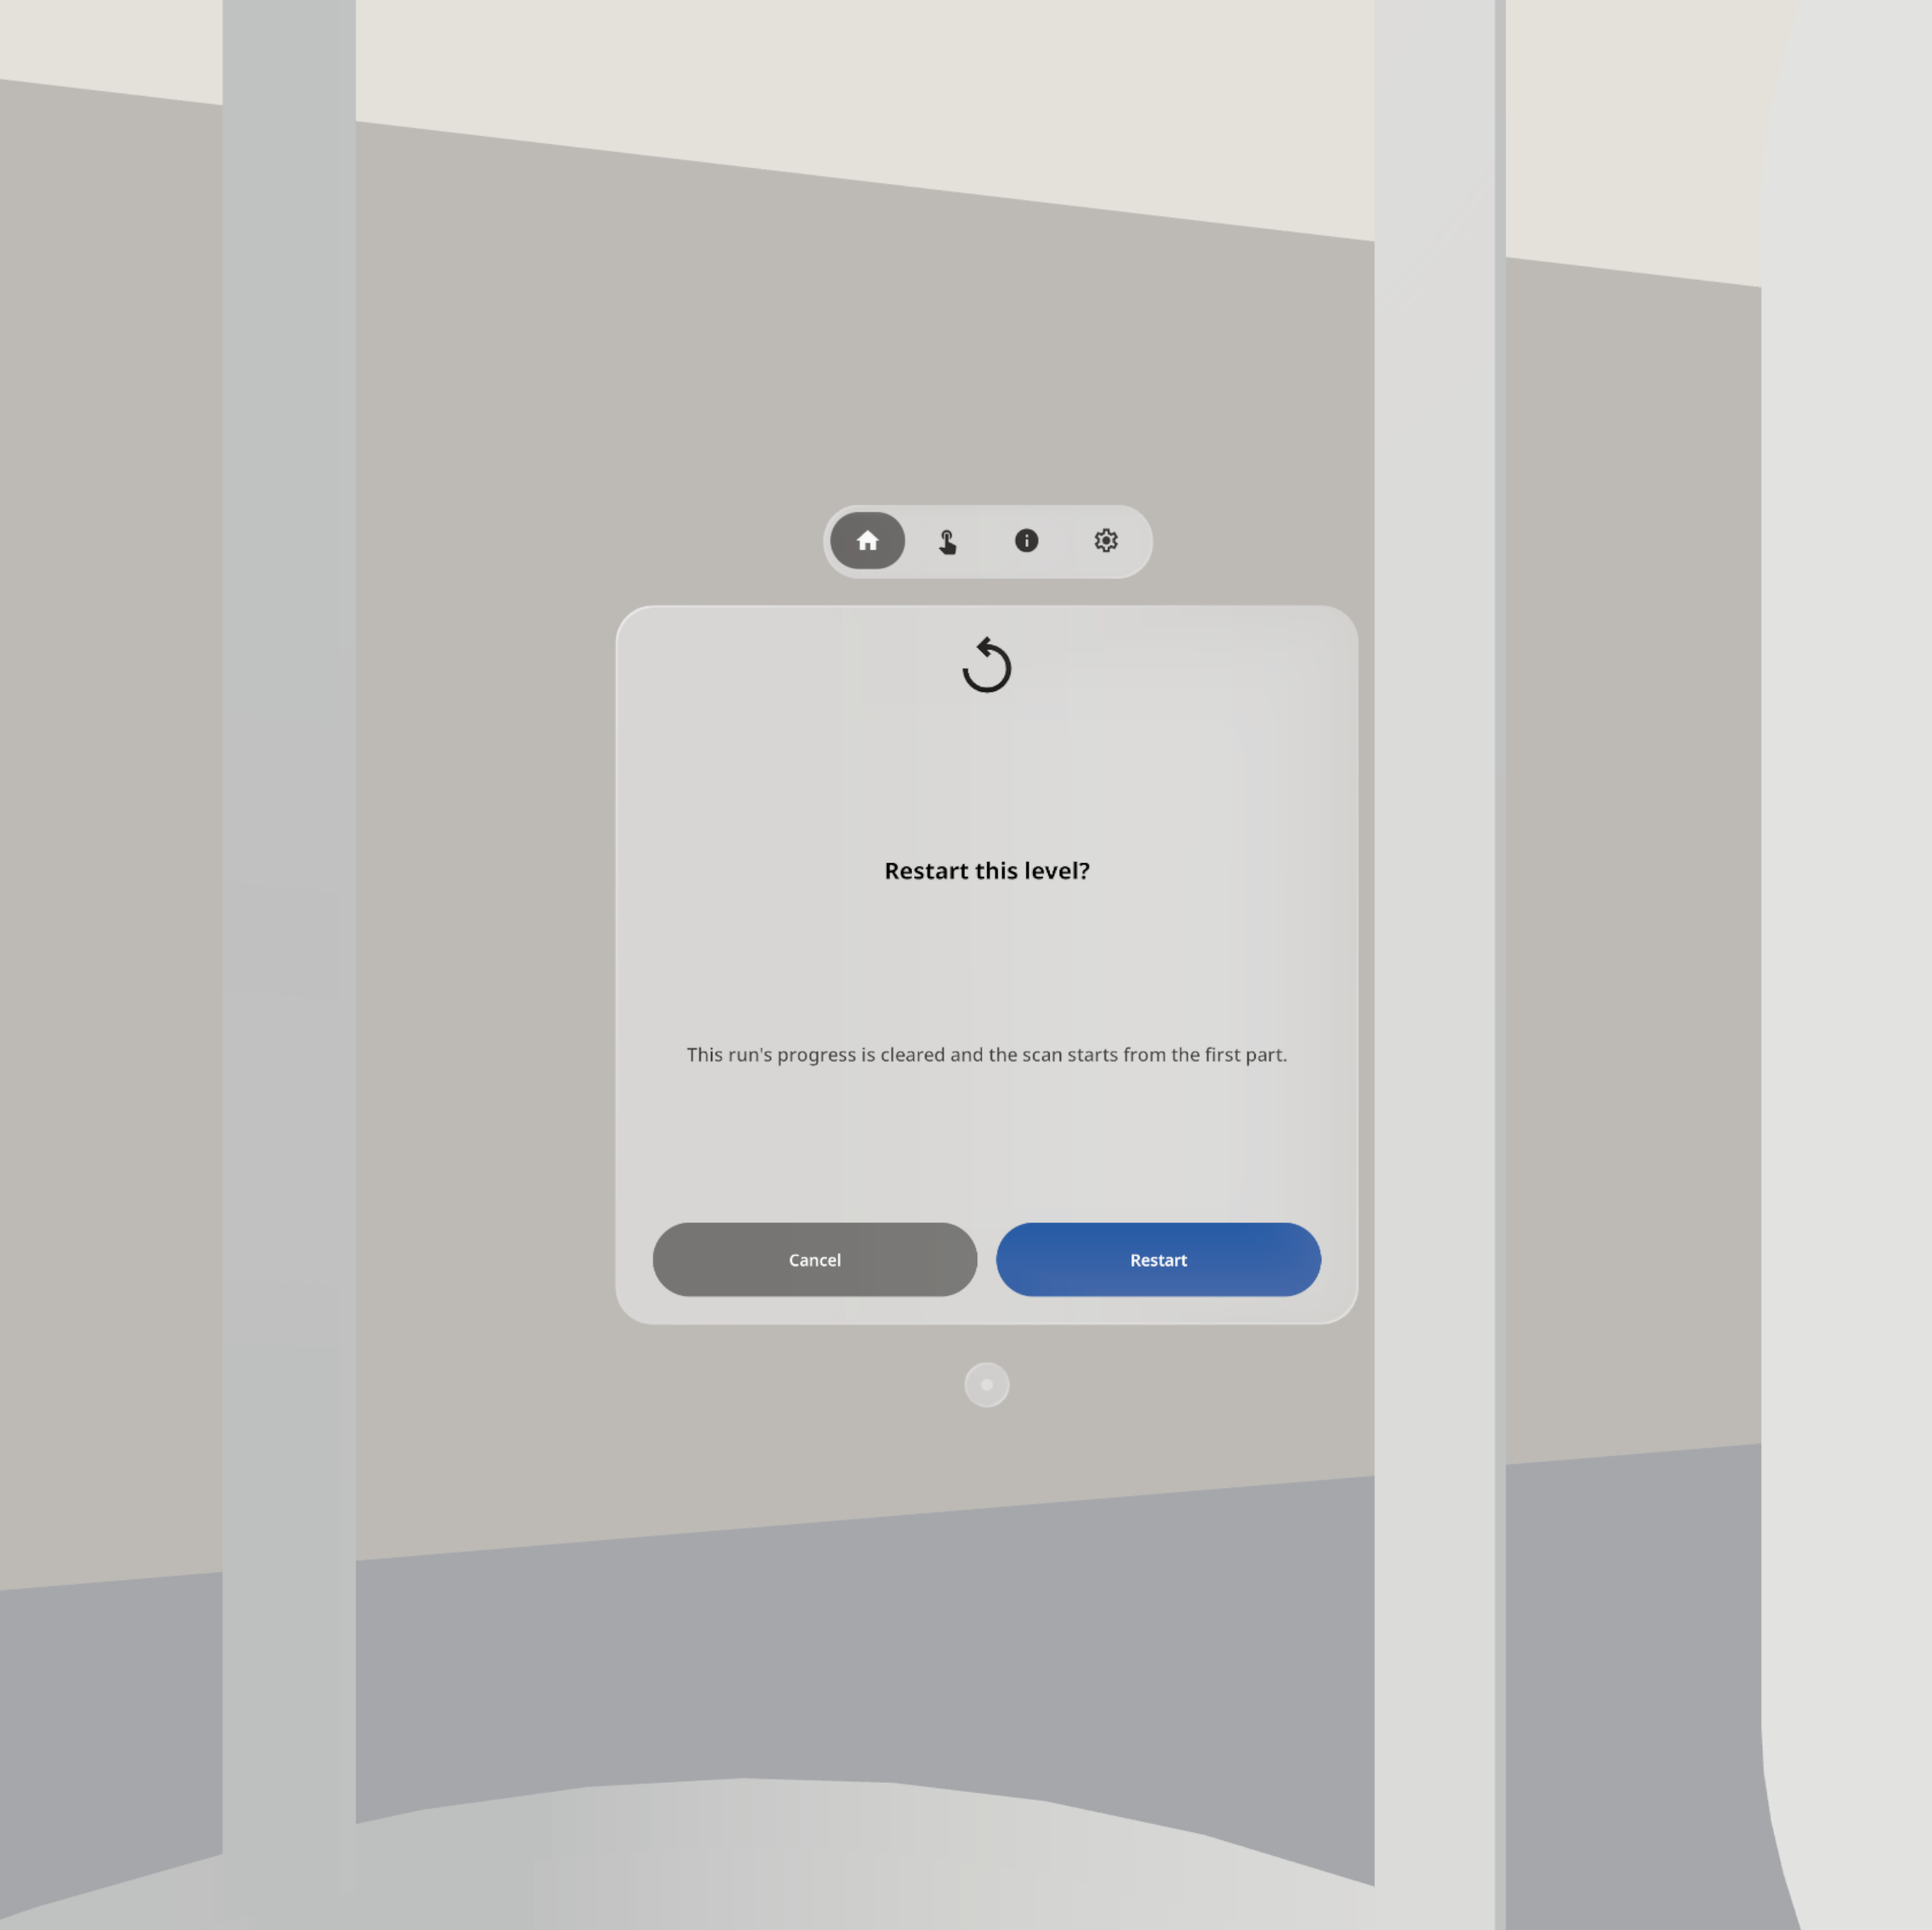 Restart this level?
This run's progress is cleared and the scan starts from the first part.
Cancel
Restart